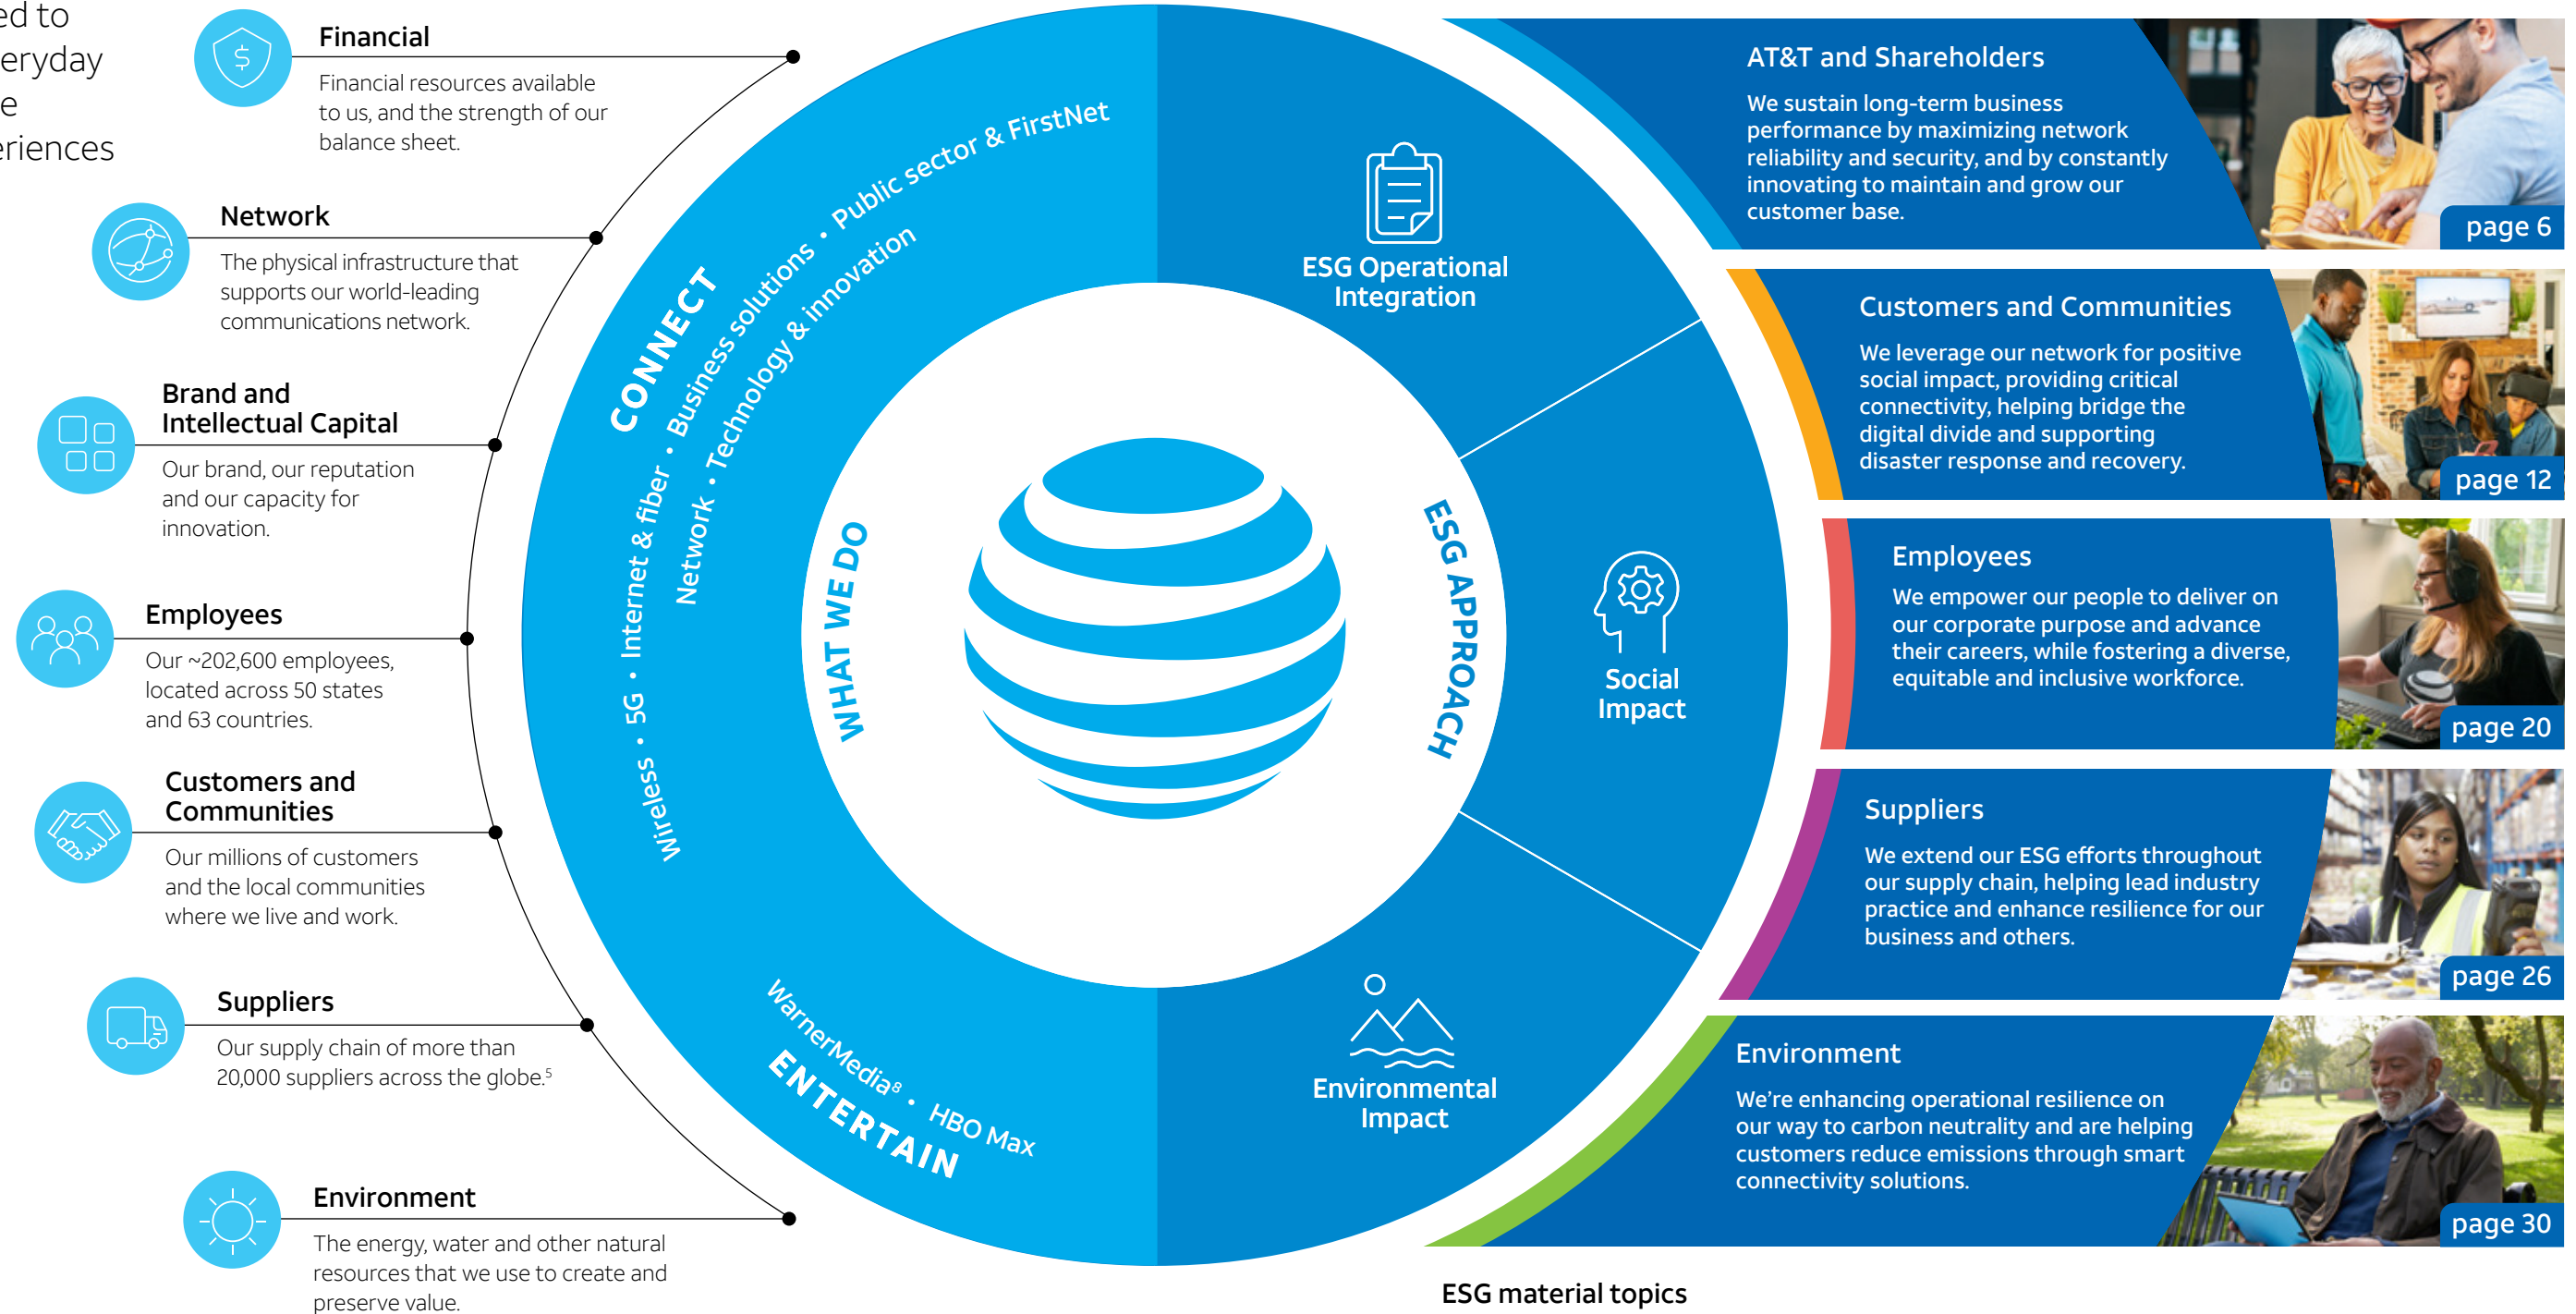 ed to
eryday
e
eriences
Financial
Financial resources available
to us, and the strength of our
balance sheet.
Network
The physical infrastructure that
supports our world-leading
communications network.
Brand and
Intellectual Capital
Our brand, our reputation
and our capacity for
innovation.
Employees
Our ~202,600 employees,
located across 50 states
and 63 countries.
Customers and
Communities
Our millions of customers
and the local communities
where we live and work.
Suppliers
Our supply chain of more than
20,000 suppliers across the globe.5
Environment
The energy, water and other natural
resources that we use to create and
preserve value.
WHAT WE DO
CONNECT
Wireless • 5G • Internet & fiber • Business solutions • Public sector & FirstNet
Network • Technology & innovation
WarnerMedia8 • HBO Max
ENTERTAIN
ESG APPROACH
ESG Operational
Integration
Social
Impact
Environmental
Impact
AT&T and Shareholders
We sustain long-term business
performance by maximizing network
reliability and security, and by constantly
innovating to maintain and grow our
customer base.
page 6
Customers and Communities
We leverage our network for positive
social impact, providing critical
connectivity, helping bridge the
digital divide and supporting
disaster response and recovery.
page 12
Employees
We empower our people to deliver on
our corporate purpose and advance
their careers, while fostering a diverse,
equitable and inclusive workforce.
page 20
Suppliers
We extend our ESG efforts throughout
our supply chain, helping lead industry
practice and enhance resilience for our
business and others.
page 26
Environment
We're enhancing operational resilience on
our way to carbon neutrality and are helping
customers reduce emissions through smart
connectivity solutions.
page 30
ESG material topics